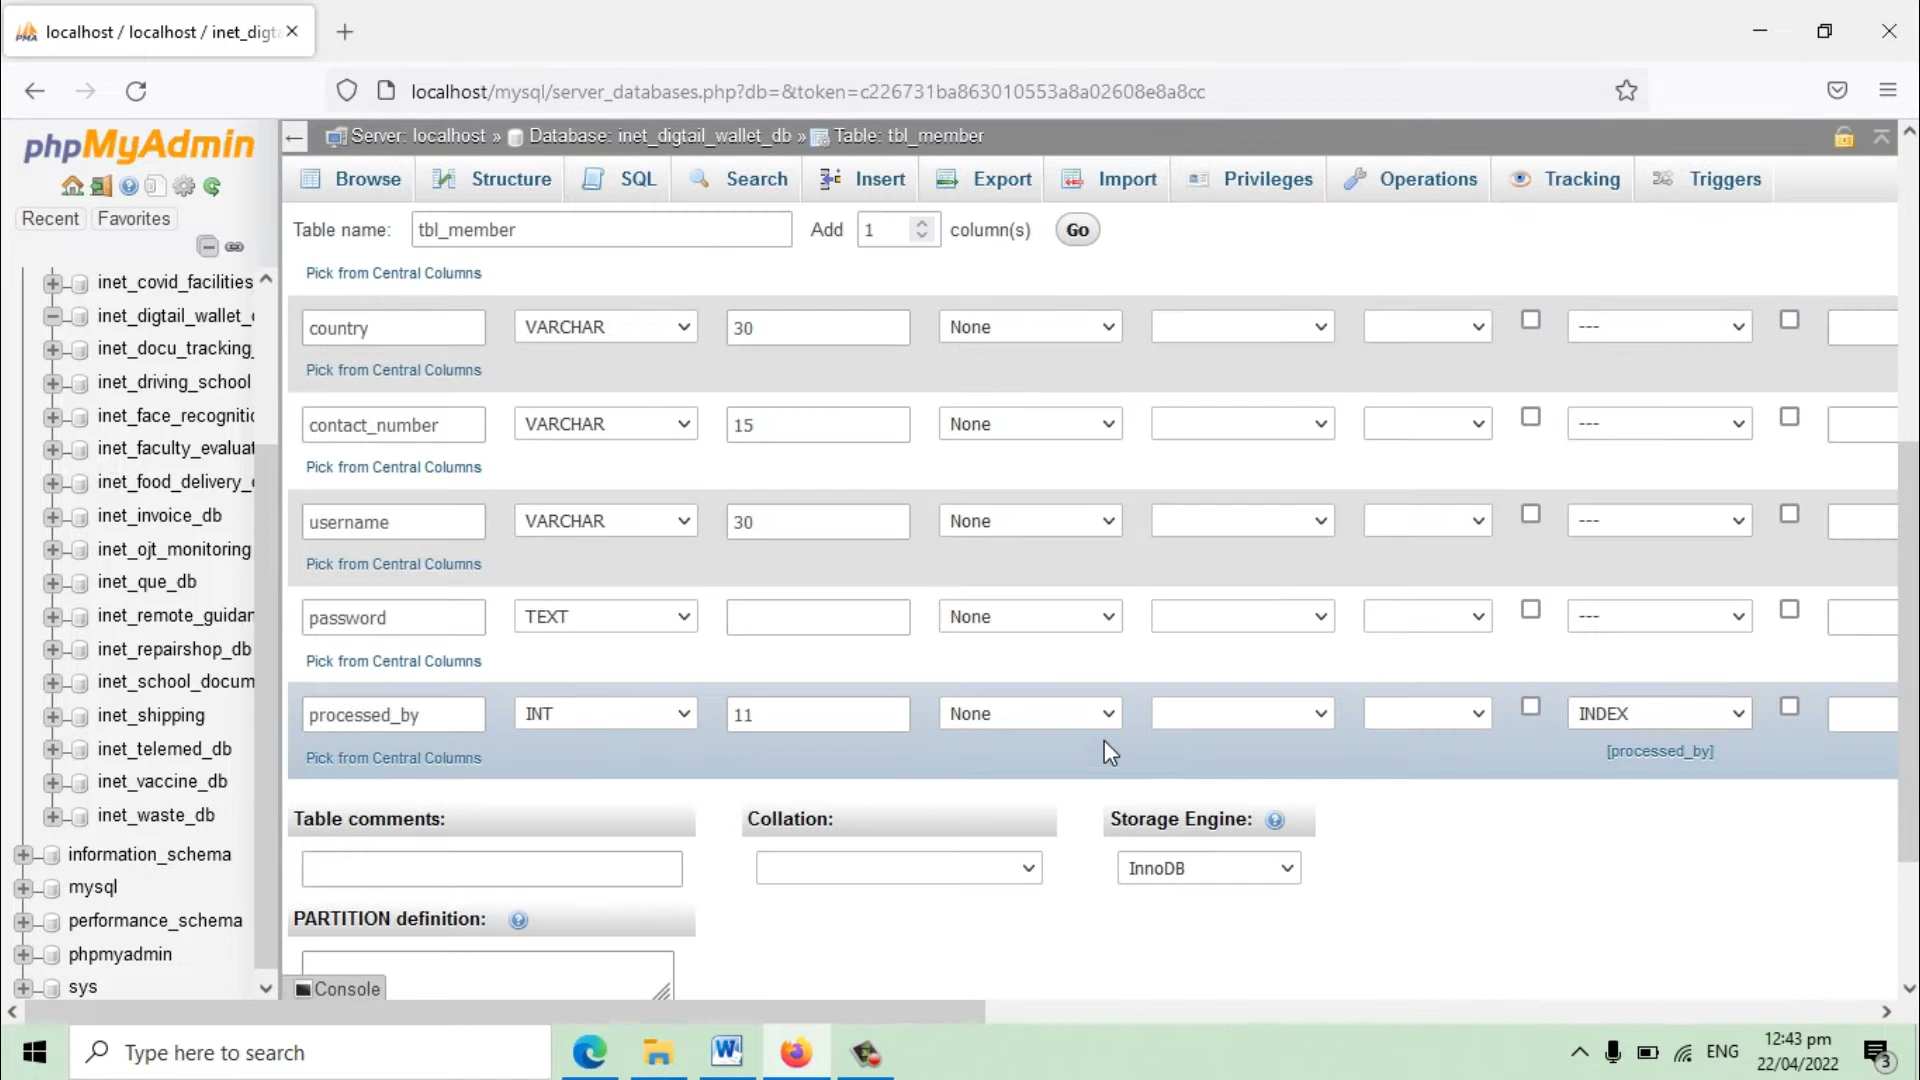 localhost / localhost / inet_digt
localhost/mysql/server_databases.php?db=&token=c226731ba863010553a8a02608e8a8cc
phpMyAdmin
Server: localhost » Database: inet_digtail_wallet_db » Table: tbl_member
Browse Structure SQL Search Insert Export Import Privileges Operations Tracking Triggers
Recent Favorites
Table name: tbl_member Add 1 column(s) Go
Pick from Central Columns
country VARCHAR 30 None ---
Pick from Central Columns
contact_number VARCHAR 15 None ---
Pick from Central Columns
username VARCHAR 30 None ---
Pick from Central Columns
password TEXT None ---
Pick from Central Columns
processed_by INT 11 None INDEX
[processed_by]
Pick from Central Columns
Table comments: Collation: Storage Engine:
InnoDB
PARTITION definition:
Console
inet_covid_facilities
inet_digtail_wallet_
inet_docu_tracking_
inet_driving_school
inet_face_recogniti
inet_faculty_evaluat
inet_food_delivery_
inet_invoice_db
inet_ojt_monitoring
inet_que_db
inet_remote_guidan
inet_repairshop_db
inet_school_docum
inet_shipping
inet_telemed_db
inet_vaccine_db
inet_waste_db
information_schema
mysql
performance_schema
phpmyadmin
sys
Type here to search
ENG
12:43 pm
22/04/2022
3